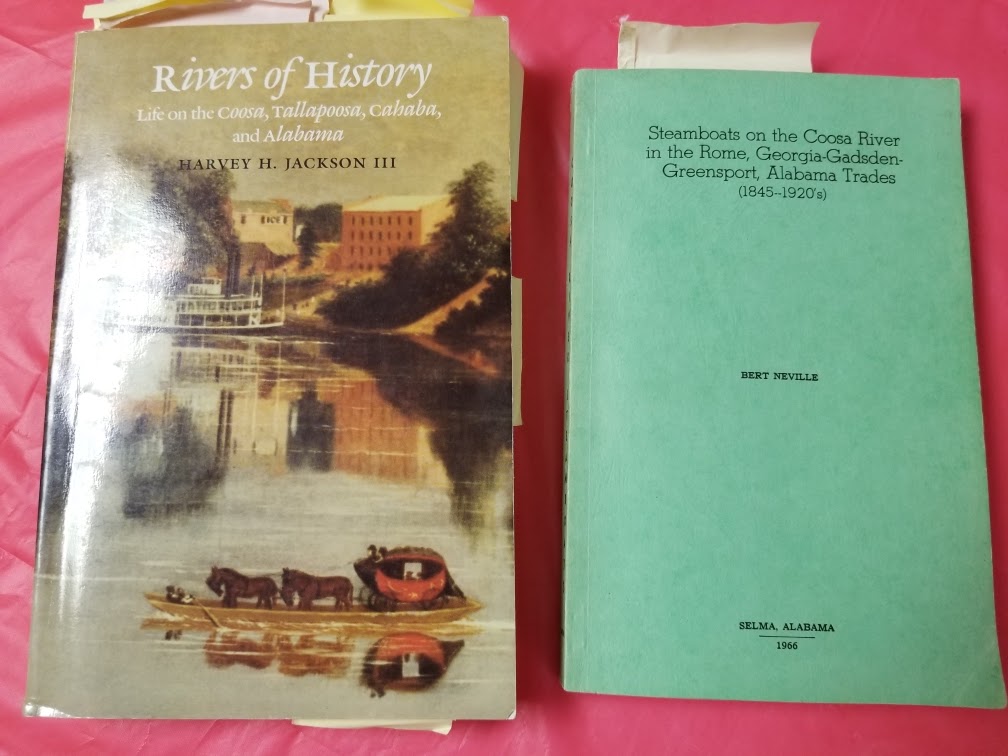 Rivers of History
Life on the Coosa, Tallapoosa, Cahaba,
and Alabama
HARVEY H. JACKSON III
Steamboats on the Coosa River
in the Rome, Georgia-Gadsden-
Greensport, Alabama Trades
(1845--1920's)
BERT NEVILLE
SELMA, ALABAMA
1966